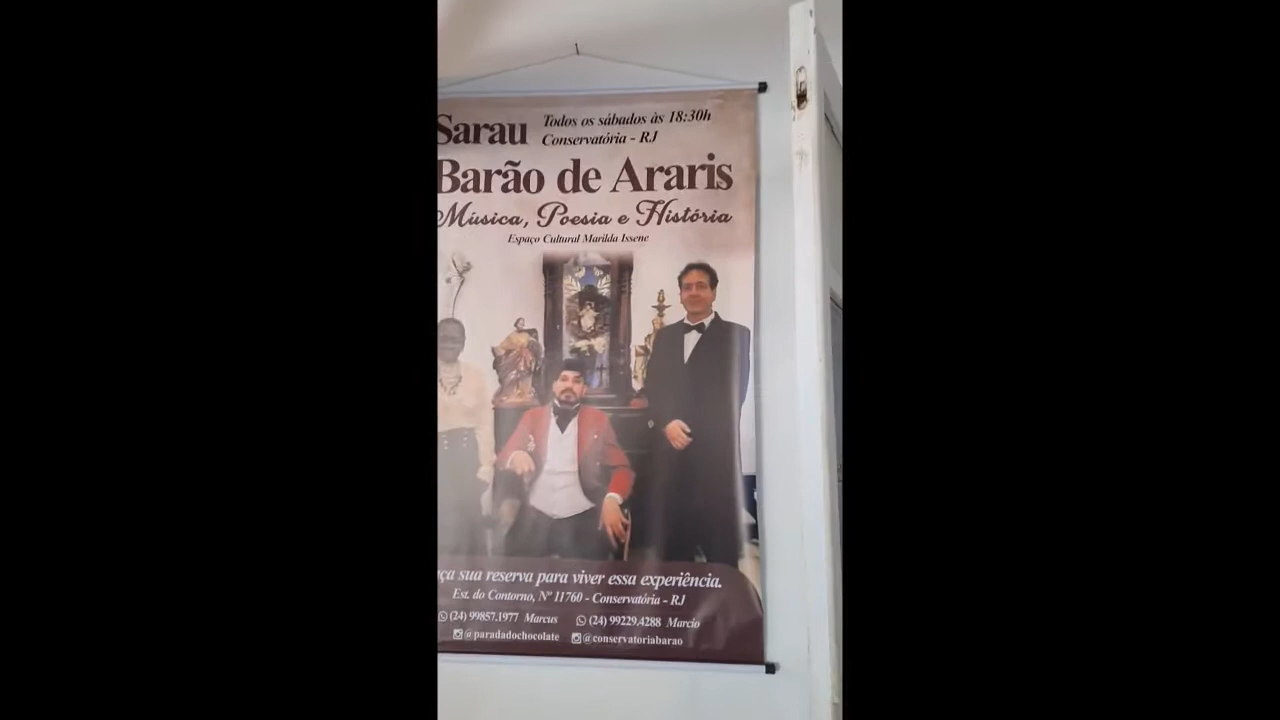 Sarau
Todos os sábados às 18:30h
Conservatória - RJ
Barão de Araris
Música, Poesia e História
Espaço Cultural Marilda Issene
sua reserva para viver essa experiência.
Est. do Contorno, Nº 11760 - Conservatória - RJ
(24) 99857.1977 Marcus (24) 99229.4288 Marcio
@paradadochocolate @conservatoriabarao